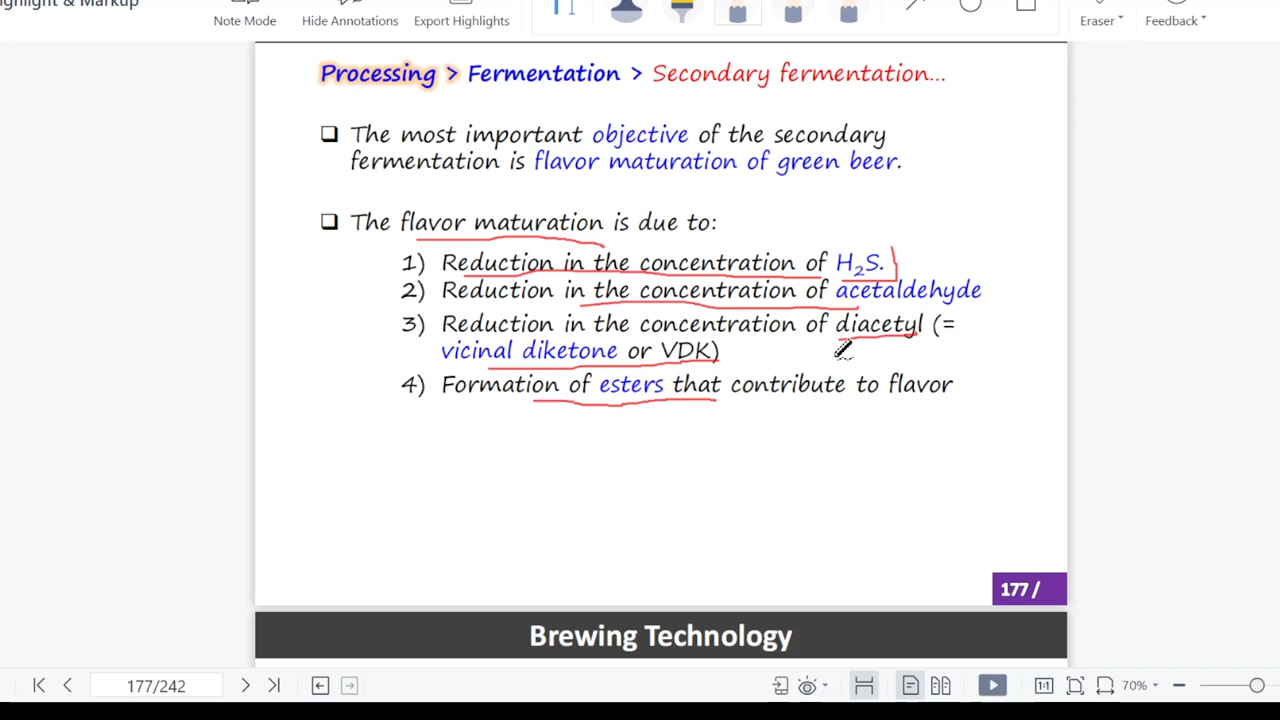 Highlight & Markup
Note Mode
Hide Annotations
Export Highlights
Eraser
Feedback
Processing > Fermentation > Secondary fermentation...
The most important objective of the secondary
fermentation is flavor maturation of green beer.
The flavor maturation is due to:
1) Reduction in the concentration of H₂S.
2) Reduction in the concentration of acetaldehyde
3) Reduction in the concentration of diacetyl (=
vicinal diketone or VDK)
4) Formation of esters that contribute to flavor
177 /
Brewing Technology
177/242
1:1
70%